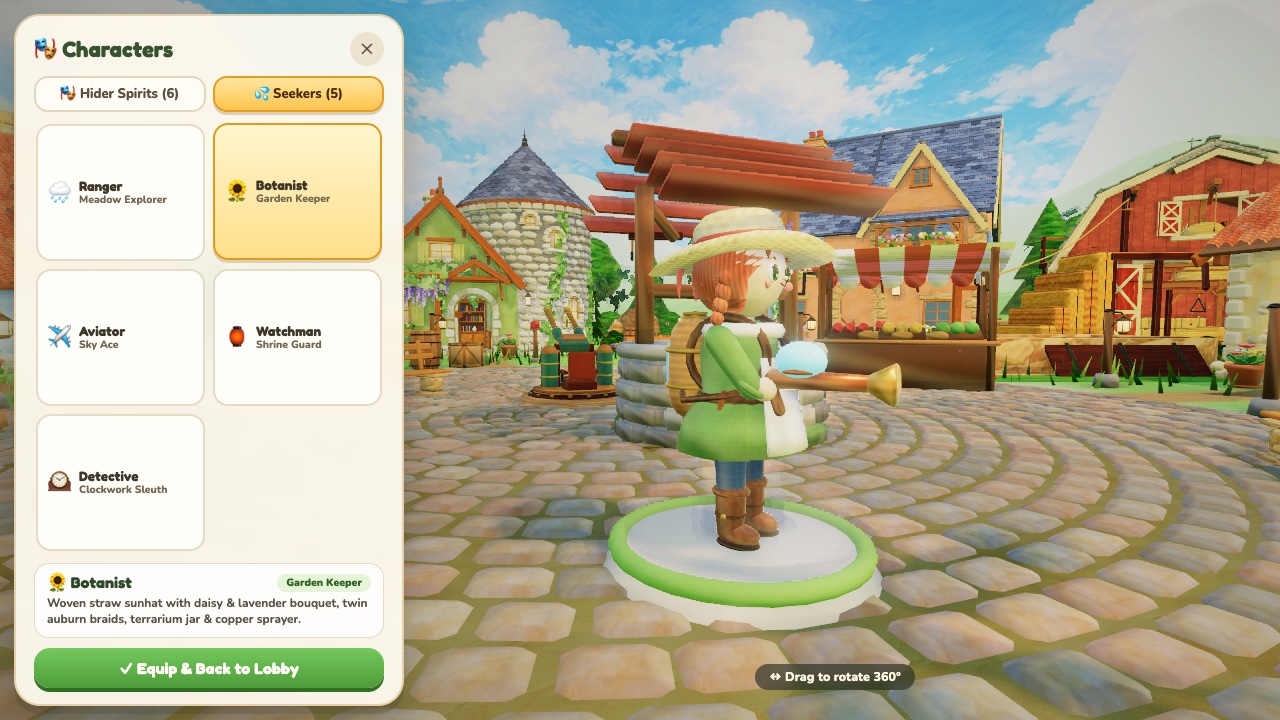 Characters
Hider Spirits (6)
Seekers (5)
Ranger
Meadow Explorer
Botanist
Garden Keeper
Aviator
Sky Ace
Watchman
Shrine Guard
Detective
Clockwork Sleuth
Botanist
Garden Keeper
Woven straw sunhat with daisy & lavender bouquet, twin
auburn braids, terrarium jar & copper sprayer.
✓ Equip & Back to Lobby
↔ Drag to rotate 360°